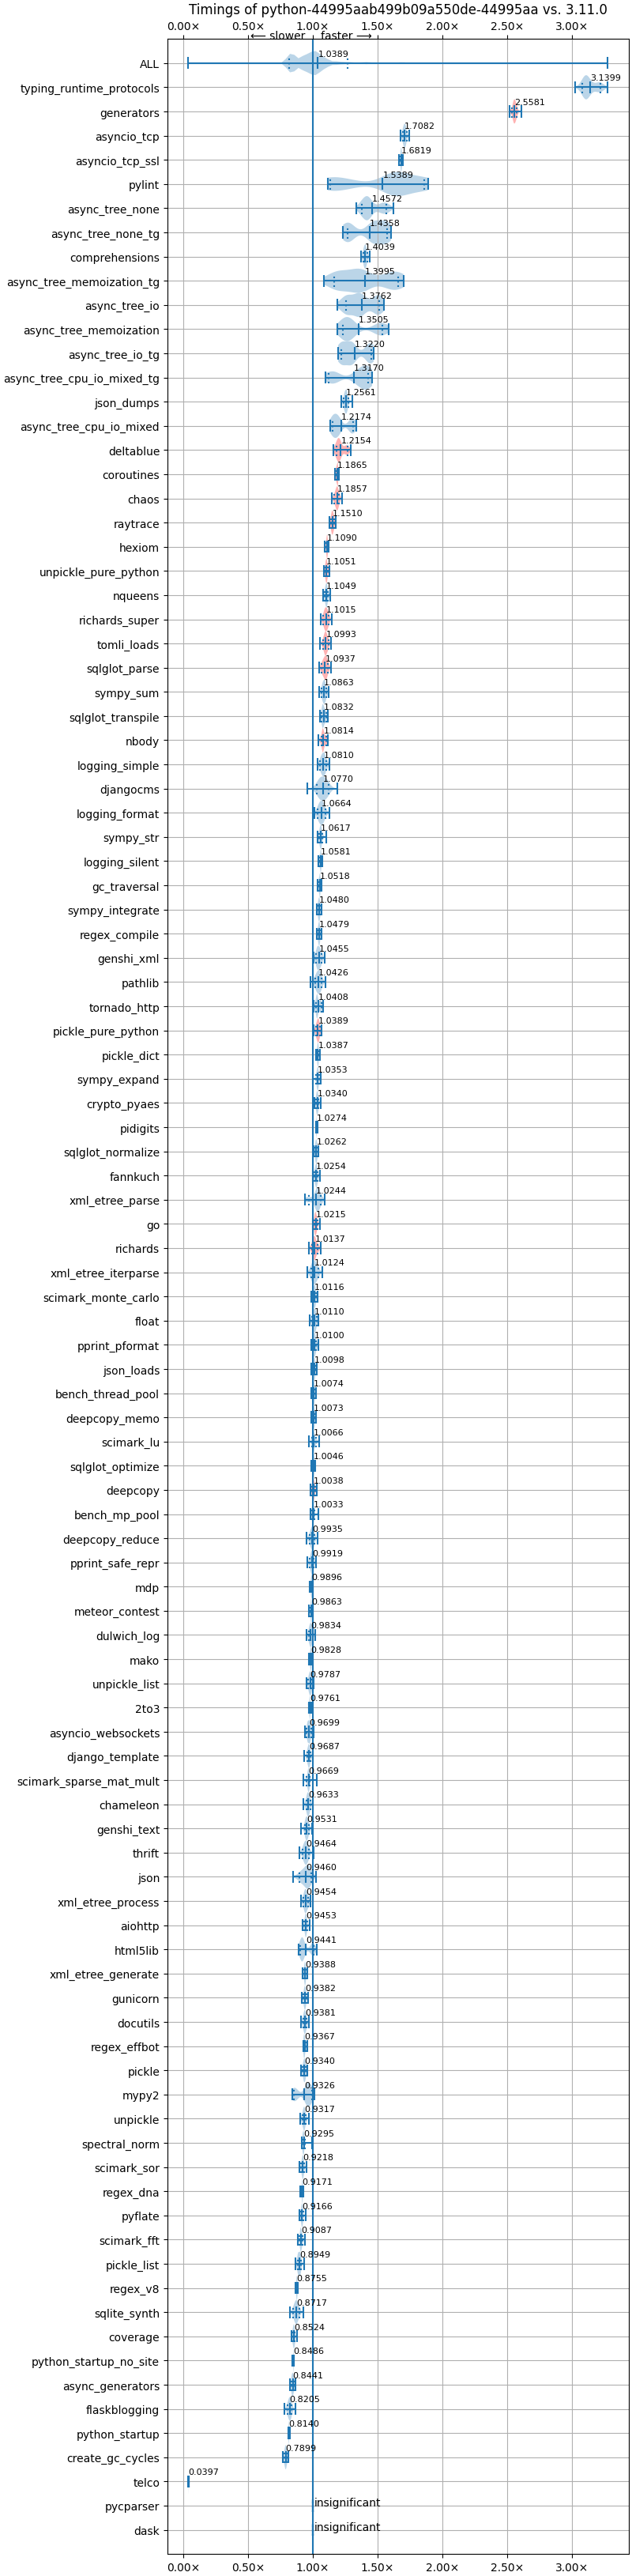 Timings of python-44995aab499b09a550de-44995aa vs. 3.11.0
0.00× 0.50× 1.00× 1.50× 2.00× 2.50× 3.00×
⟵ slower faster ⟶
ALL 1.0389
typing_runtime_protocols 3.1399
generators 2.5581
asyncio_tcp 1.7082
asyncio_tcp_ssl 1.6819
pylint 1.5389
async_tree_none 1.4572
async_tree_none_tg 1.4358
comprehensions 1.4039
async_tree_memoization_tg 1.3995
async_tree_io 1.3762
async_tree_memoization 1.3505
async_tree_io_tg 1.3220
async_tree_cpu_io_mixed_tg 1.3170
json_dumps 1.2561
async_tree_cpu_io_mixed 1.2174
deltablue 1.2154
coroutines 1.1865
chaos 1.1857
raytrace 1.1510
hexiom 1.1090
unpickle_pure_python 1.1051
nqueens 1.1049
richards_super 1.1015
tomli_loads 1.0993
sqlglot_parse 1.0937
sympy_sum 1.0863
sqlglot_transpile 1.0832
nbody 1.0814
logging_simple 1.0810
djangocms 1.0770
logging_format 1.0664
sympy_str 1.0617
logging_silent 1.0581
gc_traversal 1.0518
sympy_integrate 1.0480
regex_compile 1.0479
genshi_xml 1.0455
pathlib 1.0426
tornado_http 1.0408
pickle_pure_python 1.0389
pickle_dict 1.0387
sympy_expand 1.0353
crypto_pyaes 1.0340
pidigits 1.0274
sqlglot_normalize 1.0262
fannkuch 1.0254
xml_etree_parse 1.0244
go 1.0215
richards 1.0137
xml_etree_iterparse 1.0124
scimark_monte_carlo 1.0116
float 1.0110
pprint_pformat 1.0100
json_loads 1.0098
bench_thread_pool 1.0074
deepcopy_memo 1.0073
scimark_lu 1.0066
sqlglot_optimize 1.0046
deepcopy 1.0038
bench_mp_pool 1.0033
deepcopy_reduce 0.9935
pprint_safe_repr 0.9919
mdp 0.9896
meteor_contest 0.9863
dulwich_log 0.9834
mako 0.9828
unpickle_list 0.9787
2to3 0.9761
asyncio_websockets 0.9699
django_template 0.9687
scimark_sparse_mat_mult 0.9669
chameleon 0.9633
genshi_text 0.9531
thrift 0.9464
json 0.9460
xml_etree_process 0.9454
aiohttp 0.9453
html5lib 0.9441
xml_etree_generate 0.9388
gunicorn 0.9382
docutils 0.9381
regex_effbot 0.9367
pickle 0.9340
mypy2 0.9326
unpickle 0.9317
spectral_norm 0.9295
scimark_sor 0.9218
regex_dna 0.9171
pyflate 0.9166
scimark_fft 0.9087
pickle_list 0.8949
regex_v8 0.8755
sqlite_synth 0.8717
coverage 0.8524
python_startup_no_site 0.8486
async_generators 0.8441
flaskblogging 0.8205
python_startup 0.8140
create_gc_cycles 0.7899
telco 0.0397
pycparser insignificant
dask insignificant
0.00× 0.50× 1.00× 1.50× 2.00× 2.50× 3.00×